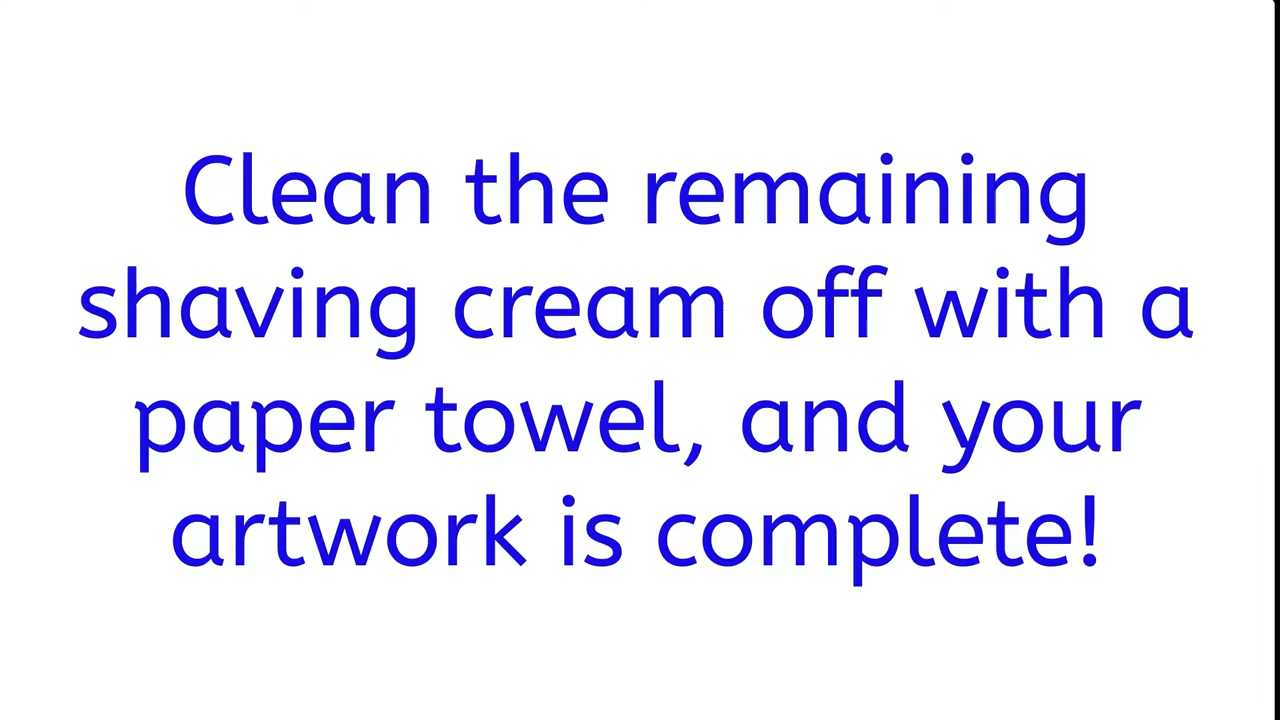 Clean the remaining
shaving cream off with a
paper towel, and your
artwork is complete!